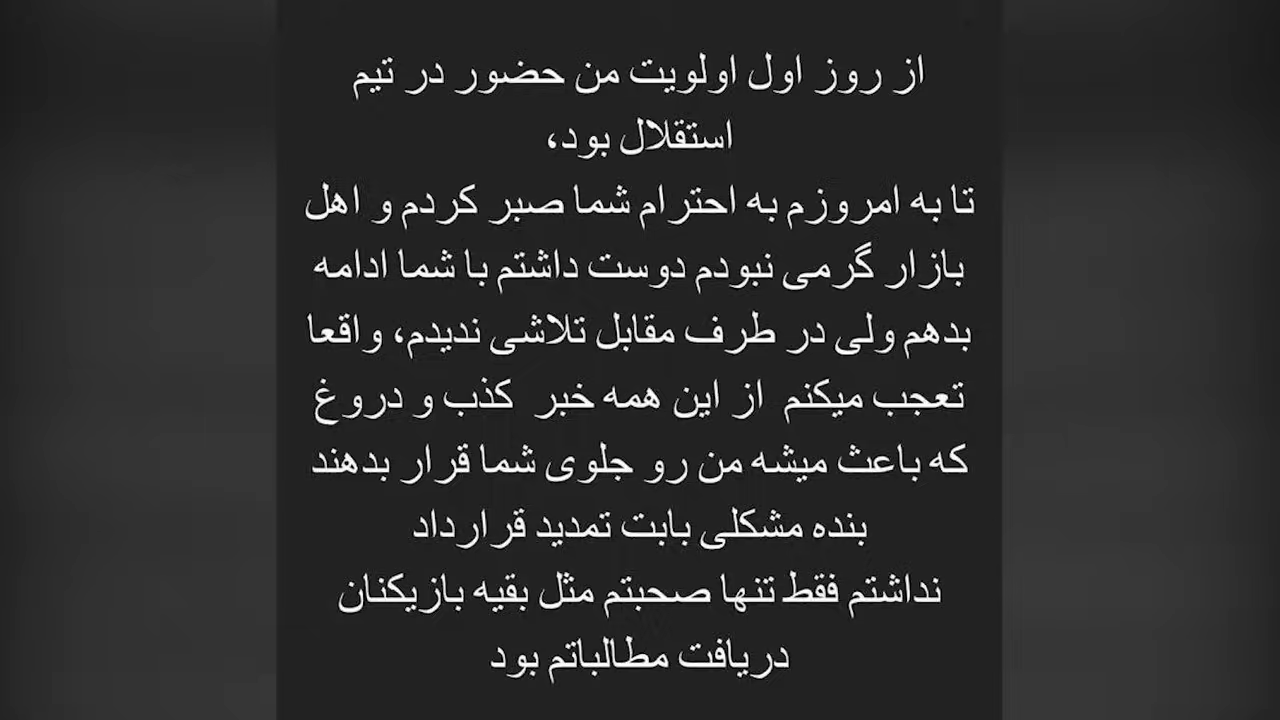 از روز اول اولویت من حضور در تیم
استقلال بود،
تا به امروزم به احترام شما صبر کردم و اهل
بازار گرمی نبودم دوست داشتم با شما ادامه
بدهم ولی در طرف مقابل تلاشی ندیدم، واقعا
تعجب میکنم از این همه خبر کذب و دروغ
که باعث میشه من رو جلوی شما قرار بدهند
بنده مشکلی بابت تمدید قرارداد
نداشتم فقط تنها صحبتم مثل بقیه بازیکنان
دریافت مطالباتم بود